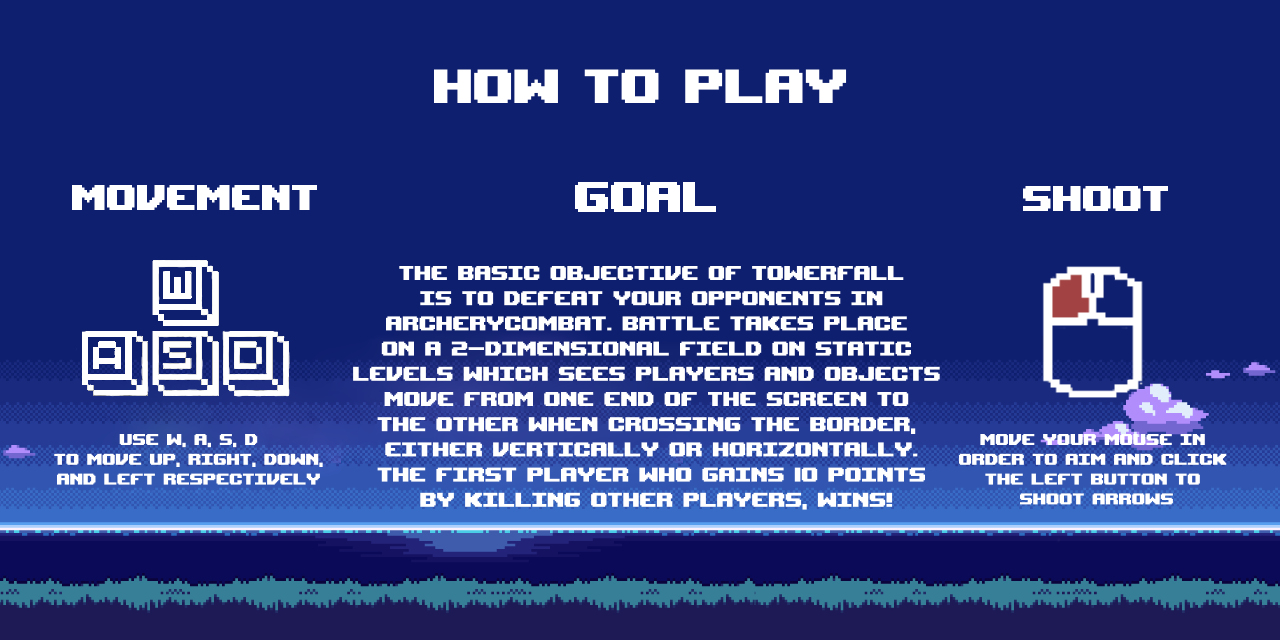 HOW TO PLAY
MOVEMENT
W
A S D
USE W, A, S, D
TO MOVE UP, RIGHT, DOWN,
AND LEFT RESPECTIVELY
GOAL
THE BASIC OBJECTIVE OF TOWERFALL
IS TO DEFEAT YOUR OPPONENTS IN
ARCHERYCOMBAT. BATTLE TAKES PLACE
ON A 2-DIMENSIONAL FIELD ON STATIC
LEVELS WHICH SEES PLAYERS AND OBJECTS
MOVE FROM ONE END OF THE SCREEN TO
THE OTHER WHEN CROSSING THE BORDER,
EITHER VERTICALLY OR HORIZONTALLY.
THE FIRST PLAYER WHO GAINS 10 POINTS
BY KILLING OTHER PLAYERS, WINS!
SHOOT
MOVE YOUR MOUSE IN
ORDER TO AIM AND CLICK
THE LEFT BUTTON TO
SHOOT ARROWS